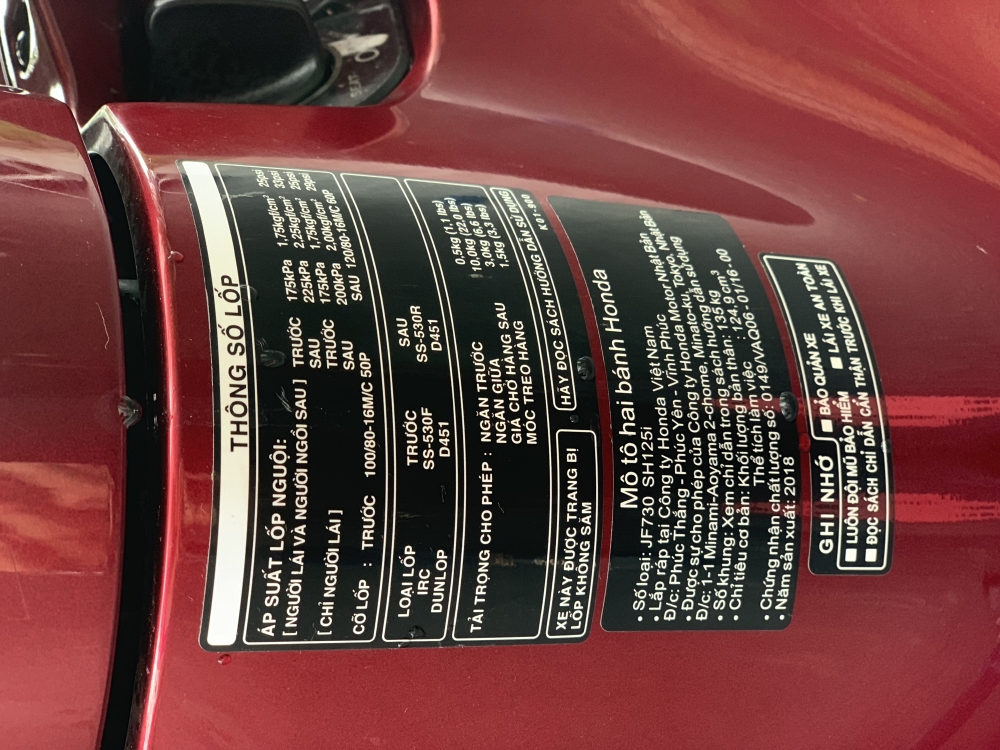 THÔNG SỐ LỐP
ÁP SUẤT LỐP NGUỘI:
[ NGƯỜI LÁI VÀ NGƯỜI NGỒI SAU ] TRƯỚC 175kPa 1.75kgf/cm² 25psi
SAU 225kPa 2.25kgf/cm² 33psi
[ CHỈ NGƯỜI LÁI ] TRƯỚC 175kPa 1.75kgf/cm² 25psi
SAU 200kPa 2.00kgf/cm² 29psi
CỠ LỐP : TRƯỚC 100/80-16M/C 50P SAU 120/80-16M/C 60P
LOẠI LỐP TRƯỚC SAU
IRC SS-530F SS-530R
DUNLOP D451 D451
TẢI TRỌNG CHO PHÉP : NGĂN TRƯỚC 0,5kg (1,1 lbs)
NGĂN GIỮA 10,0kg (22,0 lbs)
GIÁ CHỞ HÀNG SAU 3,0kg (6,6 lbs)
MÓC TREO HÀNG 1,5kg (3,3 lbs)
XE NÀY ĐƯỢC TRANG BỊ
LỐP KHÔNG SĂM
HÃY ĐỌC SÁCH HƯỚNG DẪN SỬ DỤNG
K01-900
Mô tô hai bánh Honda
• Số loại: JF730 SH125i
• Lắp ráp tại Công ty Honda Việt Nam
Đ/c: Phúc Thắng - Phúc Yên - Vĩnh Phúc
• Được sự cho phép của Công ty Honda Motor Nhật Bản
Đ/c: 1-1 Minami-Aoyama 2-chome, Minato-ku, Tokyo, Nhật Bản
• Số khung: Xem chỉ dẫn trong sách hướng dẫn sử dụng
• Chỉ tiêu cơ bản: Khối lượng bản thân: 135 kg
Thể tích làm việc : 124,9 cm³
• Chứng nhận chất lượng số: 0149/VAQ06 - 01/16 - 00
• Năm sản xuất: 2018
GHI NHỚ
BẢO QUẢN XE
LÁI XE AN TOÀN
LUÔN ĐỘI MŨ BẢO HIỂM
ĐỌC SÁCH CHỈ DẪN CẨN THẬN TRƯỚC KHI LÁI XE